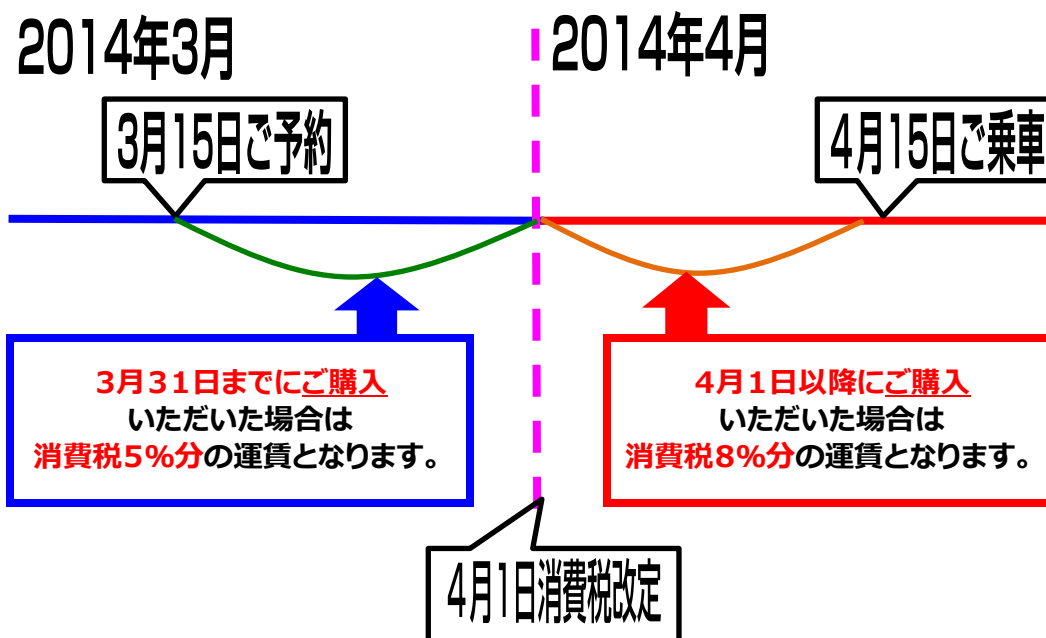 2014年3月
2014年4月
3月15日ご予約
4月15日ご乗車
3月31日までにご購入
いただいた場合は
消費税5%分の運賃となります。
4月1日以降にご購入
いただいた場合は
消費税8%分の運賃となります。
4月1日消費税改定